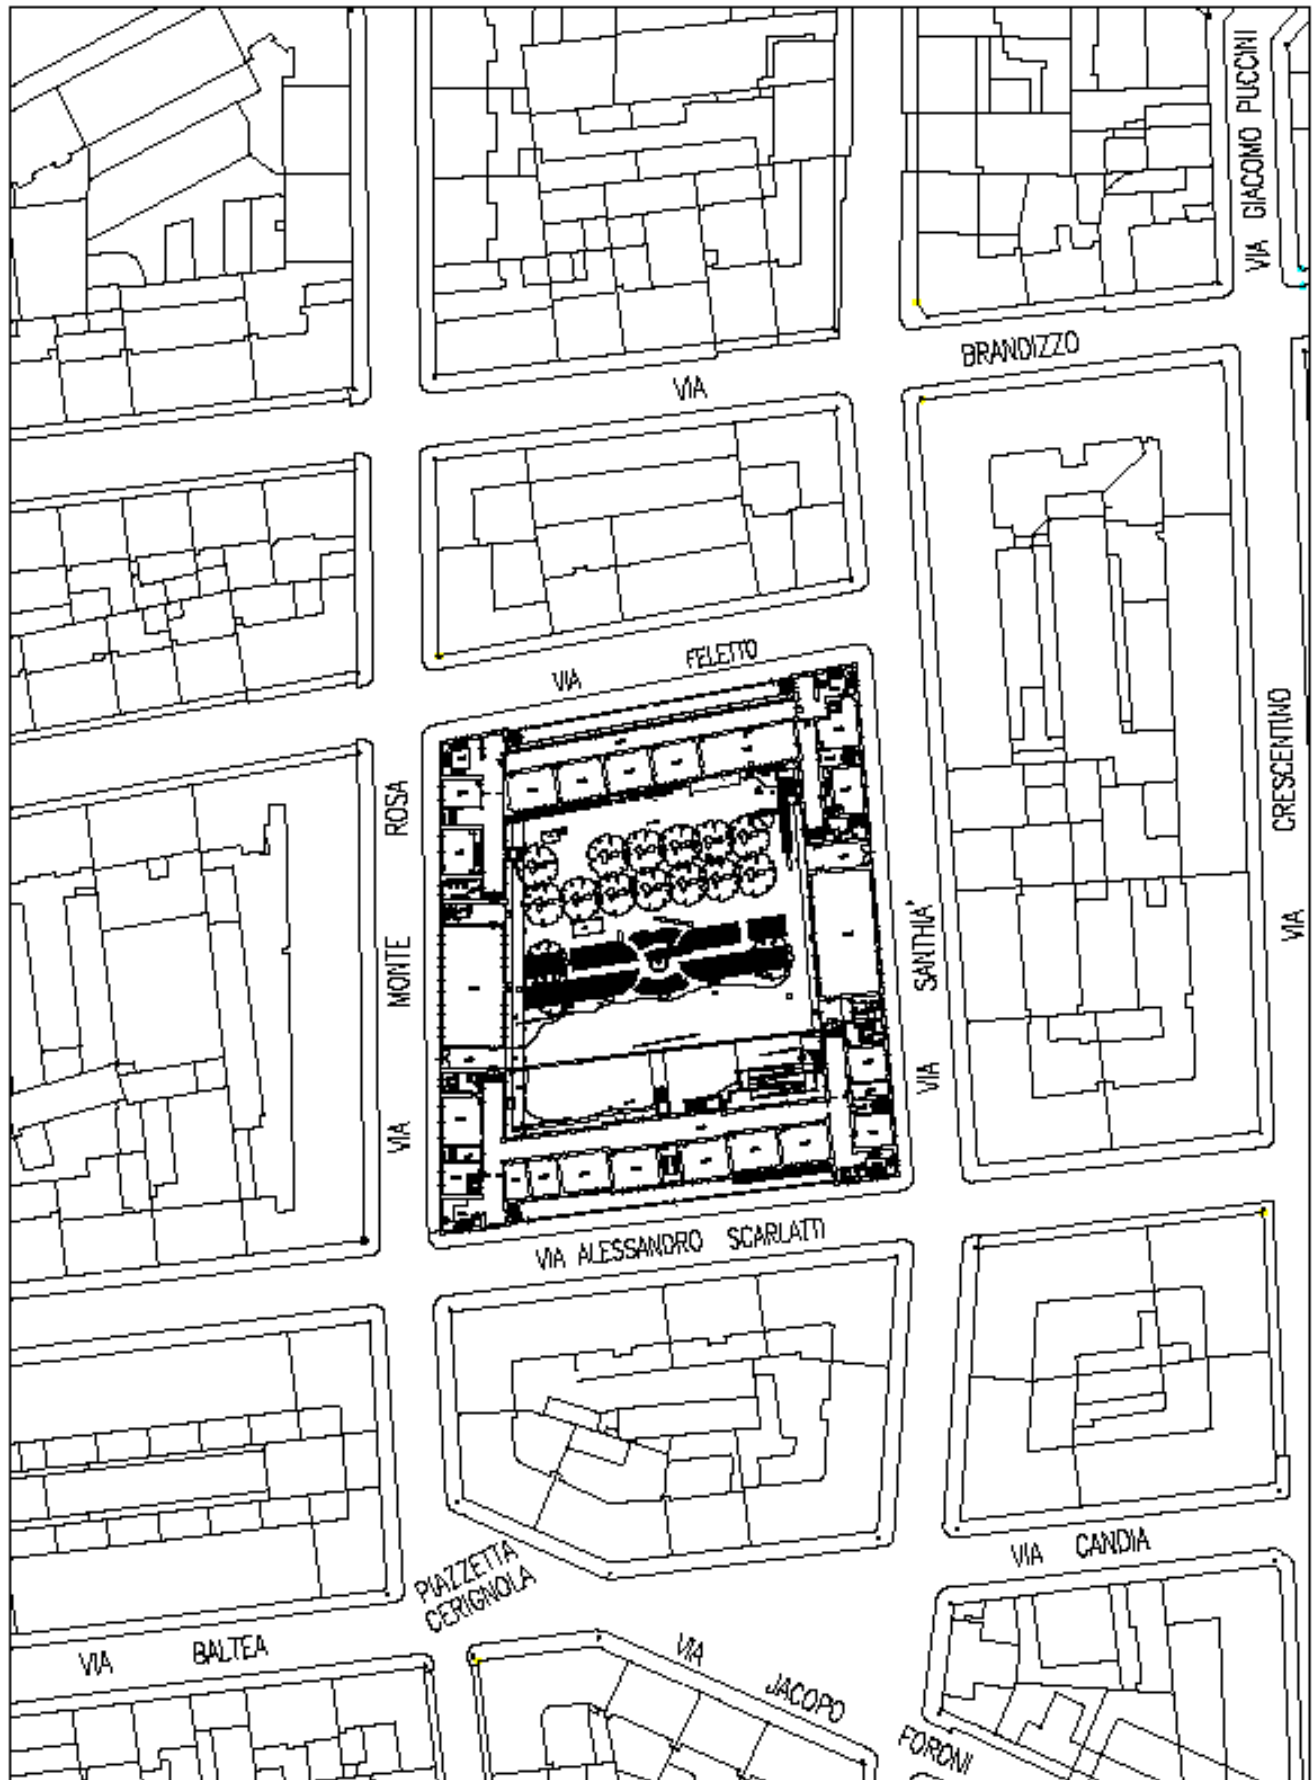 VIA GIACOMO PUCCINI
VIA BRANDIZZO
VIA FELETTO
VIA MONTE ROSA
VIA SANTHIA'
VIA CRESCENTINO
VIA ALESSANDRO SCARLATTI
VIA CANDIA
PIAZZETTA
CERIGNOLA
VIA BALTEA
VIA JACOPO FORONI